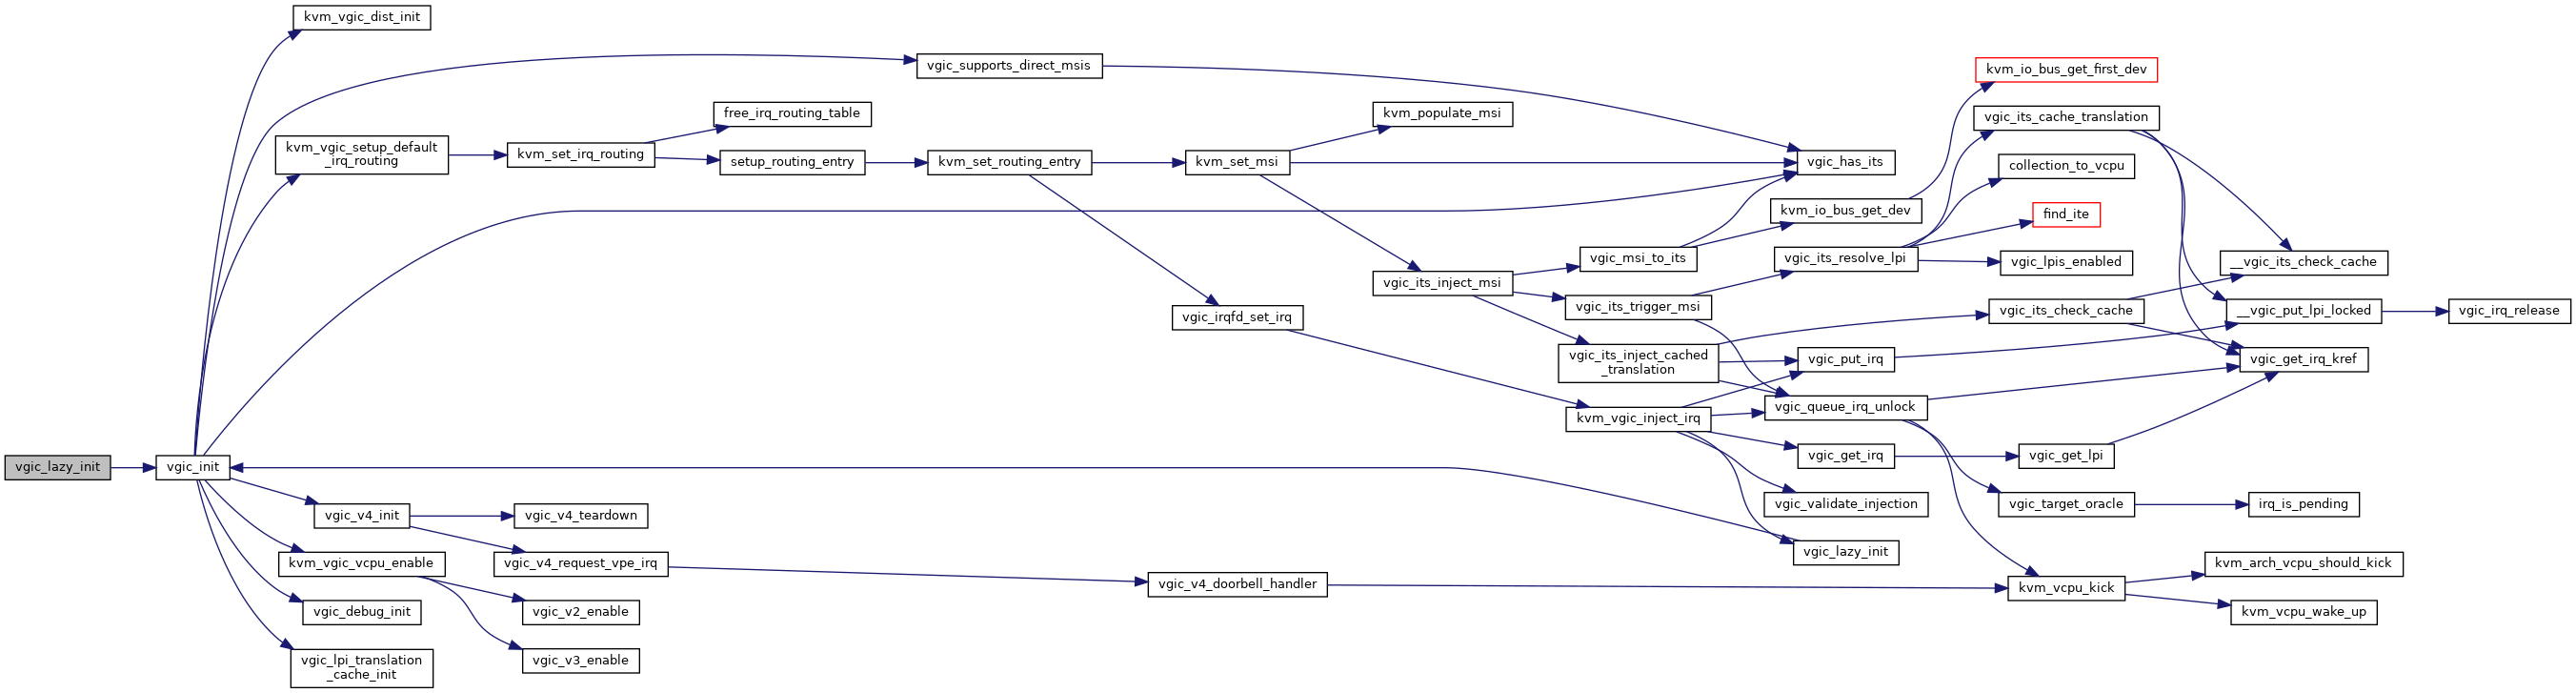 kvm_vgic_dist_init
vgic_supports_direct_msis
kvm_io_bus_get_first_dev
free_irq_routing_table
kvm_populate_msi
vgic_its_cache_translation
kvm_vgic_setup_default
_irq_routing
kvm_set_irq_routing
setup_routing_entry
kvm_set_routing_entry
kvm_set_msi
vgic_has_its
collection_to_vcpu
kvm_io_bus_get_dev
find_ite
vgic_msi_to_its
vgic_its_resolve_lpi
vgic_lpis_enabled
__vgic_its_check_cache
vgic_its_inject_msi
vgic_its_trigger_msi
vgic_its_check_cache
__vgic_put_lpi_locked
vgic_irq_release
vgic_irqfd_set_irq
vgic_its_inject_cached
_translation
vgic_put_irq
vgic_get_irq_kref
kvm_vgic_inject_irq
vgic_queue_irq_unlock
vgic_get_irq
vgic_get_lpi
vgic_lazy_init
vgic_init
vgic_validate_injection
vgic_target_oracle
irq_is_pending
vgic_v4_init
vgic_v4_teardown
vgic_lazy_init
kvm_vgic_vcpu_enable
vgic_v4_request_vpe_irq
vgic_v4_doorbell_handler
kvm_vcpu_kick
kvm_arch_vcpu_should_kick
vgic_debug_init
vgic_v2_enable
kvm_vcpu_wake_up
vgic_lpi_translation
_cache_init
vgic_v3_enable